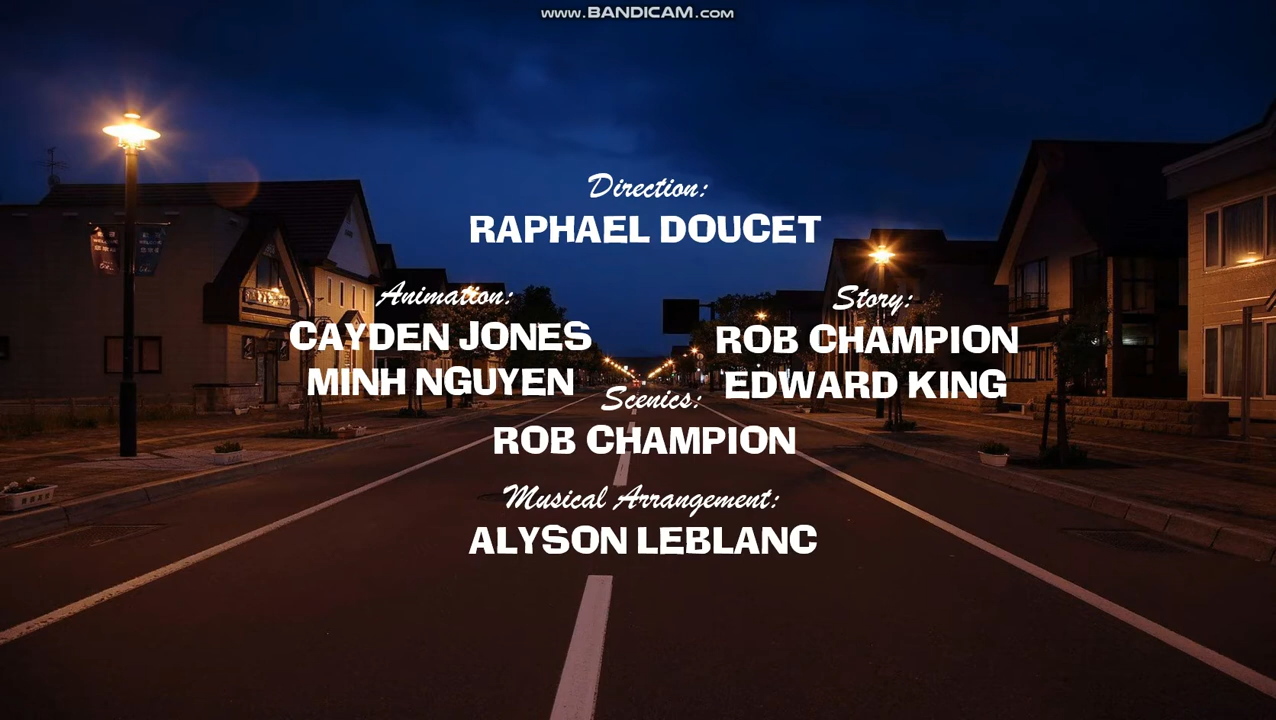 www.BANDICAM.com
Direction:
RAPHAEL DOUCET
Animation:
CAYDEN JONES
MINH NGUYEN
Story:
ROB CHAMPION
EDWARD KING
Scenics:
ROB CHAMPION
Musical Arrangement:
ALYSON LEBLANC